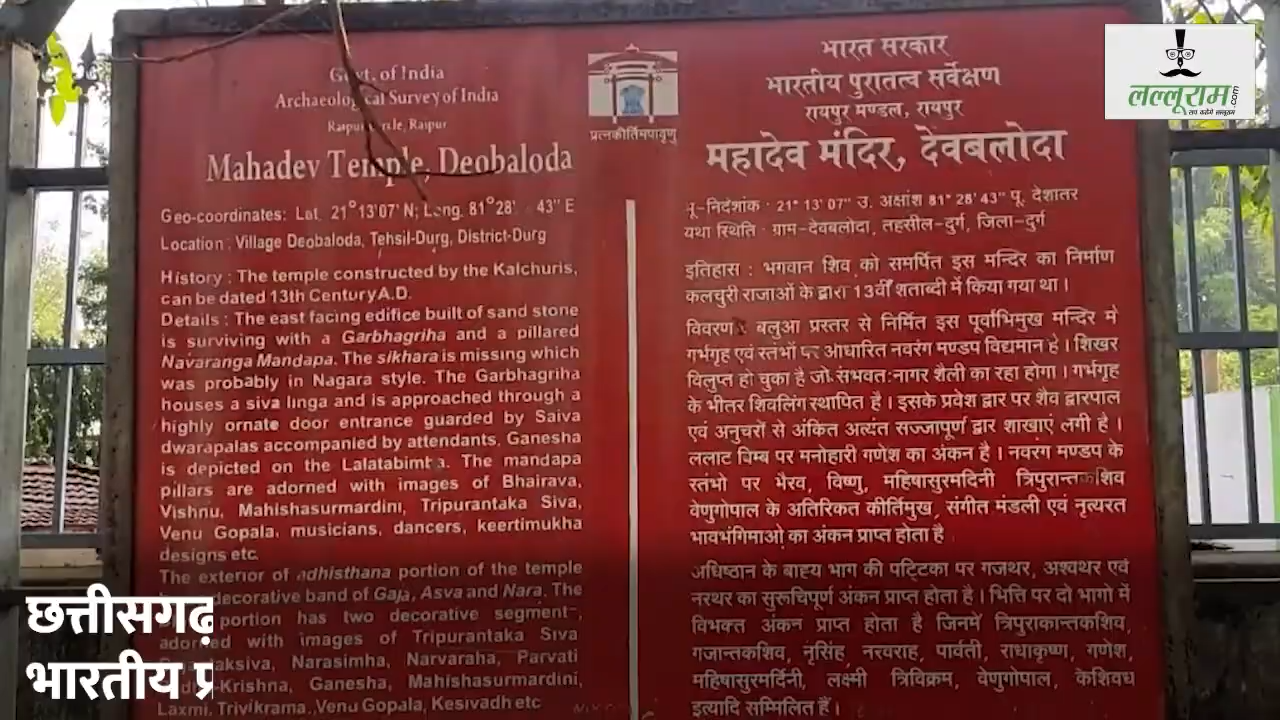 Govt. of India
Archaeological Survey of India
Raipur Circle, Raipur
Mahadev Temple, Deobaloda
Geo-coordinates: Lat. 21°13'07' N; Long. 81°28' 43" E
Location : Village Deobaloda, Tehsil-Durg, District-Durg
History : The temple constructed by the Kalchuris,
can be dated 13th Century A.D.
Details : The east facing edifice built of sand stone
is surviving with a Garbhagriha and a pillared
Navaranga Mandapa. The sikhara is missing which
was probably in Nagara style. The Garbhagriha
houses a siva linga and is approached through a
highly ornate door entrance guarded by Saiva
dwarapalas accompanied by attendants. Ganesha
is depicted on the Lalatabimba. The mandapa
pillars are adorned with images of Bhairava,
Vishnu, Mahishasurmardini, Tripurantaka Siva,
Venu Gopala, musicians, dancers, keertimukha
designs etc.
The exterior of adhisthana portion of the temple
decorative band of Gaja, Asva and Nara. The
portion has two decorative segment
adorned with images of Tripurantaka Siva
Narasimha, Narvaraha, Parvati
Krishna, Ganesha, Mahishasurmardini,
Laxmi, Trivikrama, Venu Gopala, Kesivadh etc
प्रत्नकीर्तिमपावृणु
भारत सरकार
भारतीय पुरातत्व सर्वेक्षण
रायपुर मण्डल, रायपुर
महादेव मंदिर, देवबलोदा
भू-निदंशांक : 21° 13' 07" उ. अक्षांश 81° 28' 43" पू. देशातर
यथा स्थिति : ग्राम-देवबलोदा, तहसील-दुर्ग, जिला-दुर्ग
इतिहास : भगवान शिव को समर्पित इस मन्दिर का निर्माण
कलचुरी राजाओं के द्वारा 13वीं शताब्दी में किया गया था।
विवरण : बलुआ प्रस्तर से निर्मित इस पूर्वाभिमुख मन्दिर मे
गर्भगृह एवं स्तंभों पर आधारित नवरंग मण्डप विद्यमान हे। शिखर
विलुप्त हो चुका है जो संभवत: नागर शैली का रहा होगा। गर्भगृह
के भीतर शिवलिंग स्थापित है। इसके प्रवेश द्वार पर शैव द्वारपाल
एवं अनुचरों से अंकित अत्यंत सज्जापूर्ण द्वार शाखाएं लगी है।
ललाट विम्ब पर मनोहारी गणेश का अंकन है। नवरग मण्डप के
स्तंभो पर भैरव, विष्णु, महिषासुरमदिनी त्रिपुरान्तकशिव
वेणुगोपाल के अतिरिकत कीर्तिमुख, संगीत मंडली एवं नृत्यरत
भावभंगिमाओ का अंकन प्राप्त होता है
अधिष्ठान के बाह्य भाग की पट्टिका पर गजथर, अश्वथर एवं
नरथर का सुरूचिपूर्ण अंकन प्राप्त होता है। भित्ति पर दो भागो में
विभक्त अंकन प्राप्त होता है जिनमें त्रिपुराकान्तकशिव,
गजान्तकशिव, नृसिंह, नरवराह, पार्वती, राधाकृष्ण, गणेश,
महिषासुरमर्दिनी, लक्ष्मी त्रिविक्रम, वेणुगोपाल, केशिवध
इत्यादि सम्मिलित हैं।
लल्लूराम.com
छत्तीसगढ़
भारतीय प्र